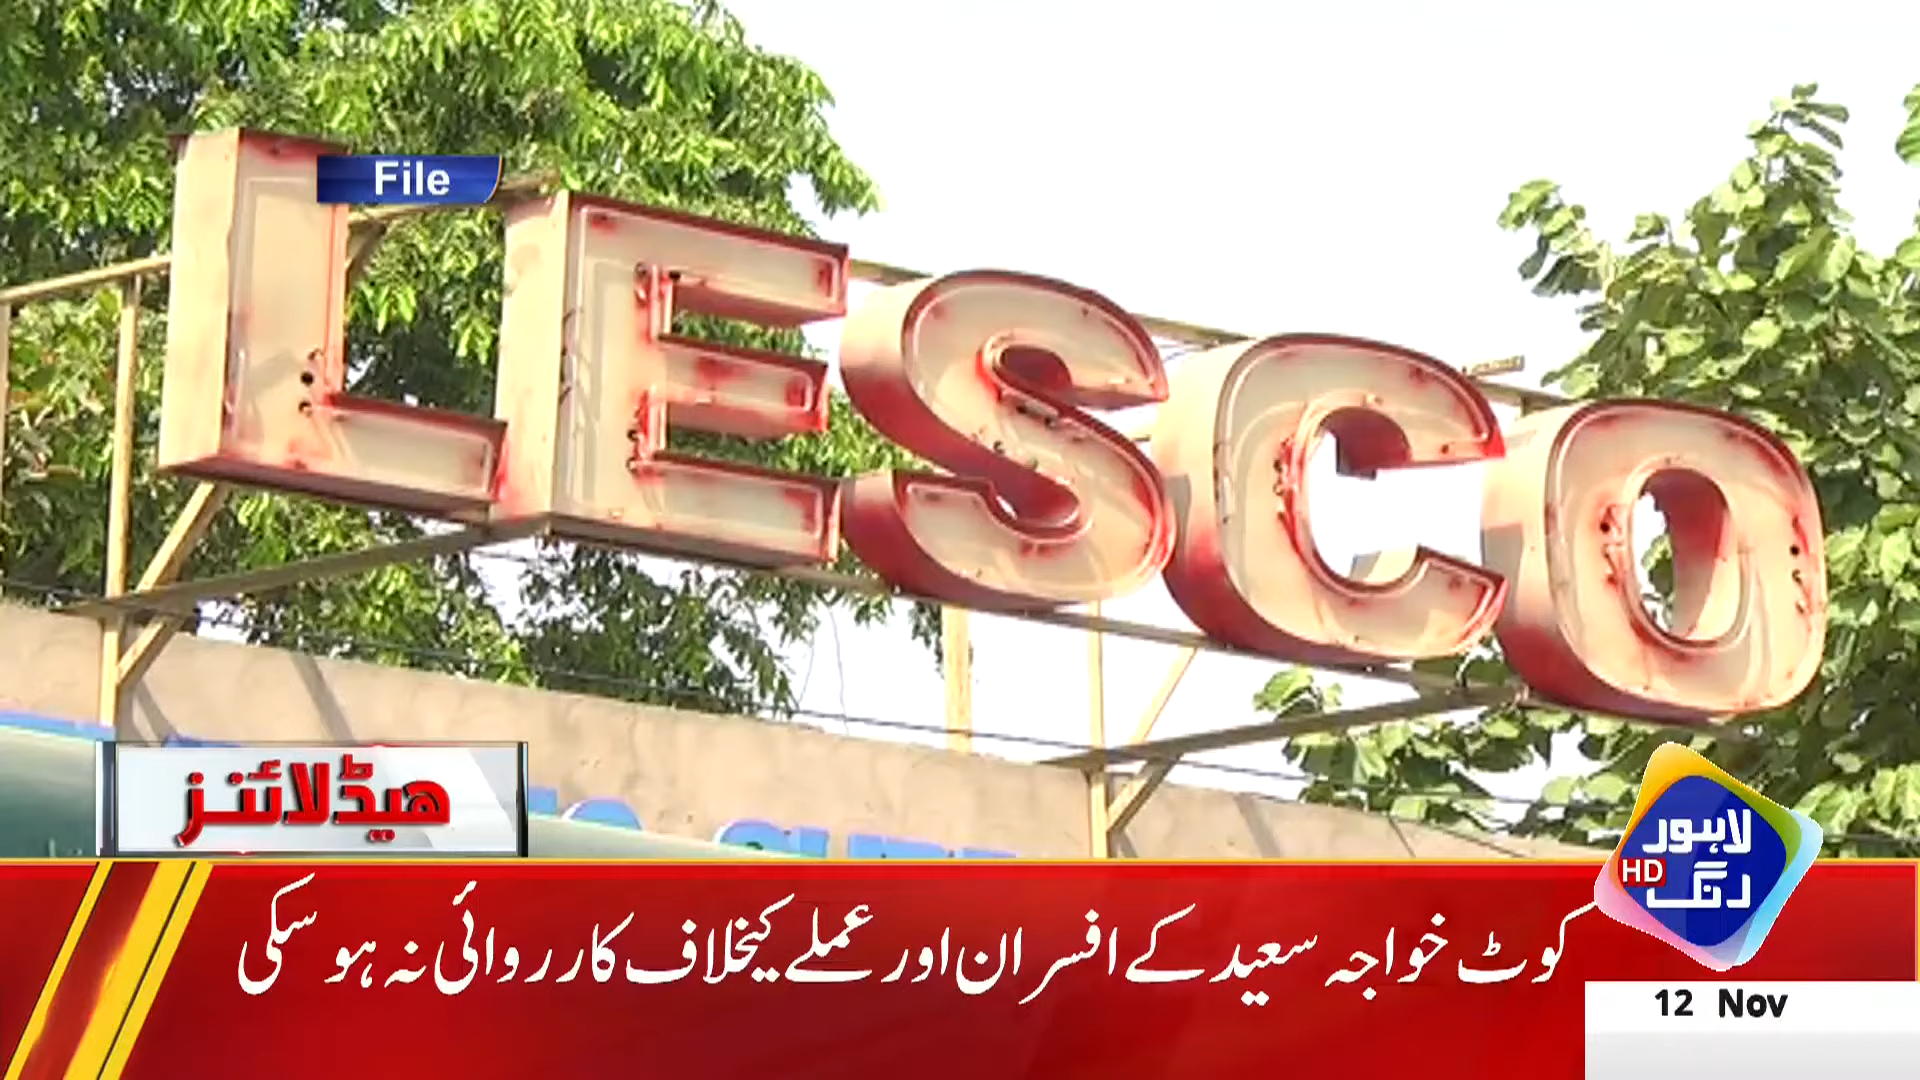 File
LESCO
ھیڈلائنز
لاہور
رنگ
HD
کوٹ خواجہ سعید کے افسران اور عملے کیخلاف کارروائی نہ ہو سکی
12 Nov